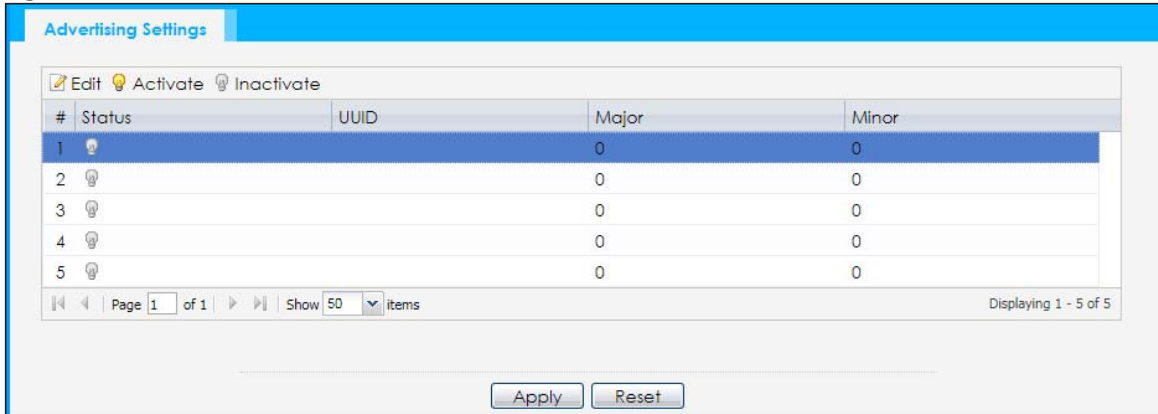 Advertising Settings
Edit Activate Inactivate
# Status UUID Major Minor
1 0 0
2 0 0
3 0 0
4 0 0
5 0 0
Page 1 of 1 Show 50 items Displaying 1 - 5 of 5
Apply Reset